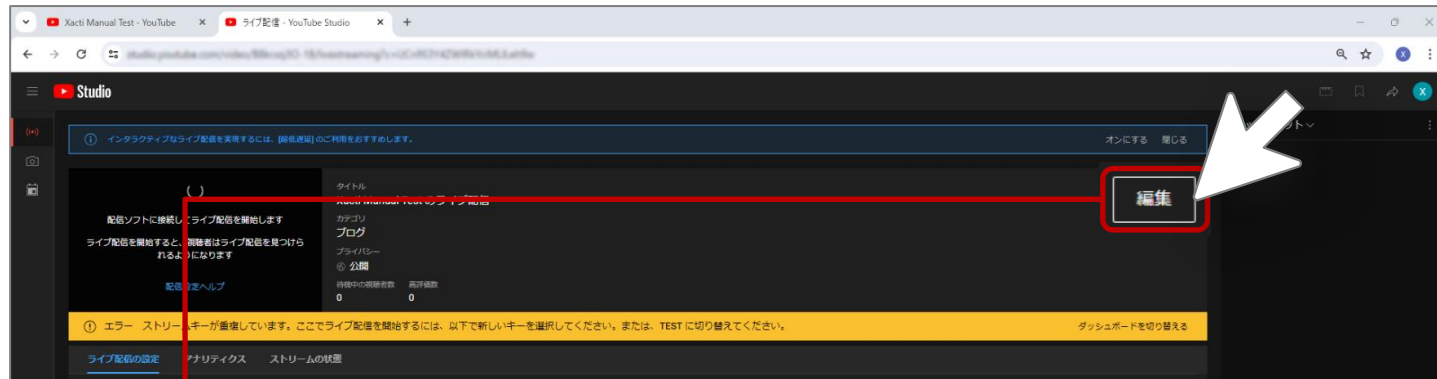 Xacti Manual Test - YouTube
ライブ配信 - YouTube Studio
Studio
X
インタラクティブなライブ配信を実現するには、[超低遅延] のご利用をおすすめします。
オンにする 閉じる
配信ソフトに接続してライブ配信を開始します
ライブ配信を開始すると、視聴者はライブ配信を見つけら
れるようになります
配信設定ヘルプ
タイトル
Xacti Manual Test のライブ配信
カテゴリ
ブログ
プライバシー
公開
待機中の視聴者数 高評価数
0 0
編集
エラー ストリームキーが重複しています。ここでライブ配信を開始するには、以下で新しいキーを選択してください。または、TEST に切り替えてください。
ダッシュボードを切り替える
ライブ配信の設定 アナリティクス ストリームの状態